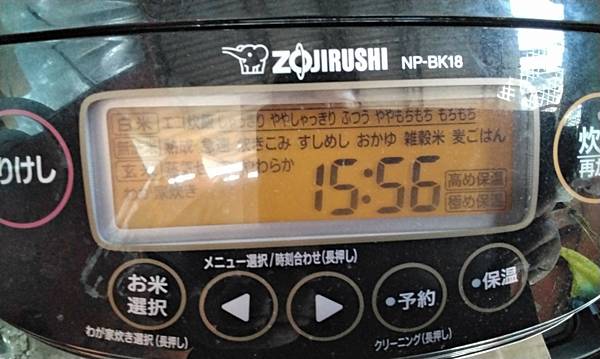 ZOJIRUSHI NP-BK18
白米 エコ炊飯 しゃっきり ややしゃっきり ふつう ややもちもち もちもち
熟成 急速 炊きこみ すしめし おかゆ 雑穀米 麦ごはん
玄 やわらか
わが家炊き
15:56
高め保温
極め保温
りけし
炊
再加
メニュー選択/時刻合わせ(長押し)
お米
選択
•予約
•保温
わが家炊き選択(長押し)
クリーニング(長押し)